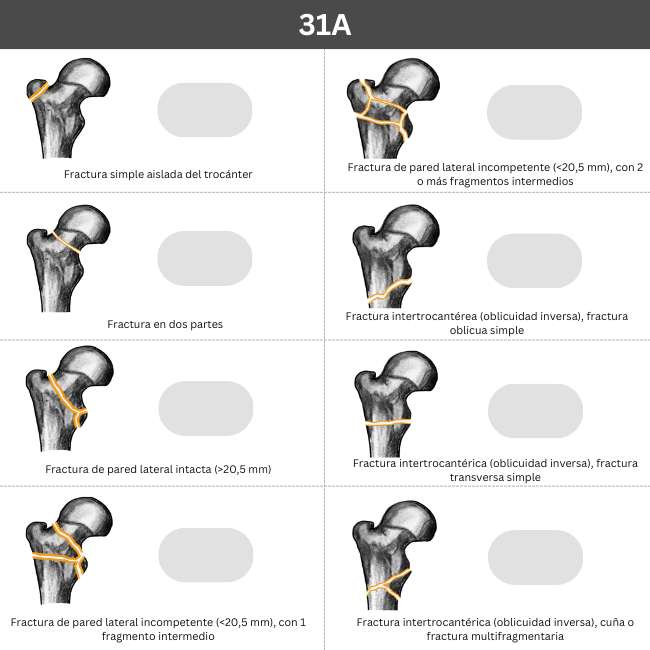 31A
Fractura simple aislada del trocánter
Fractura de pared lateral incompetente (<20,5 mm), con 2
o más fragmentos intermedios
Fractura en dos partes
Fractura intertrocantérea (oblicuidad inversa), fractura
oblicua simple
Fractura de pared lateral intacta (>20,5 mm)
Fractura intertrocantérica (oblicuidad inversa), fractura
transversa simple
Fractura de pared lateral incompetente (<20,5 mm), con 1
fragmento intermedio
Fractura intertrocantérica (oblicuidad inversa), cuña o
fractura multifragmentaria